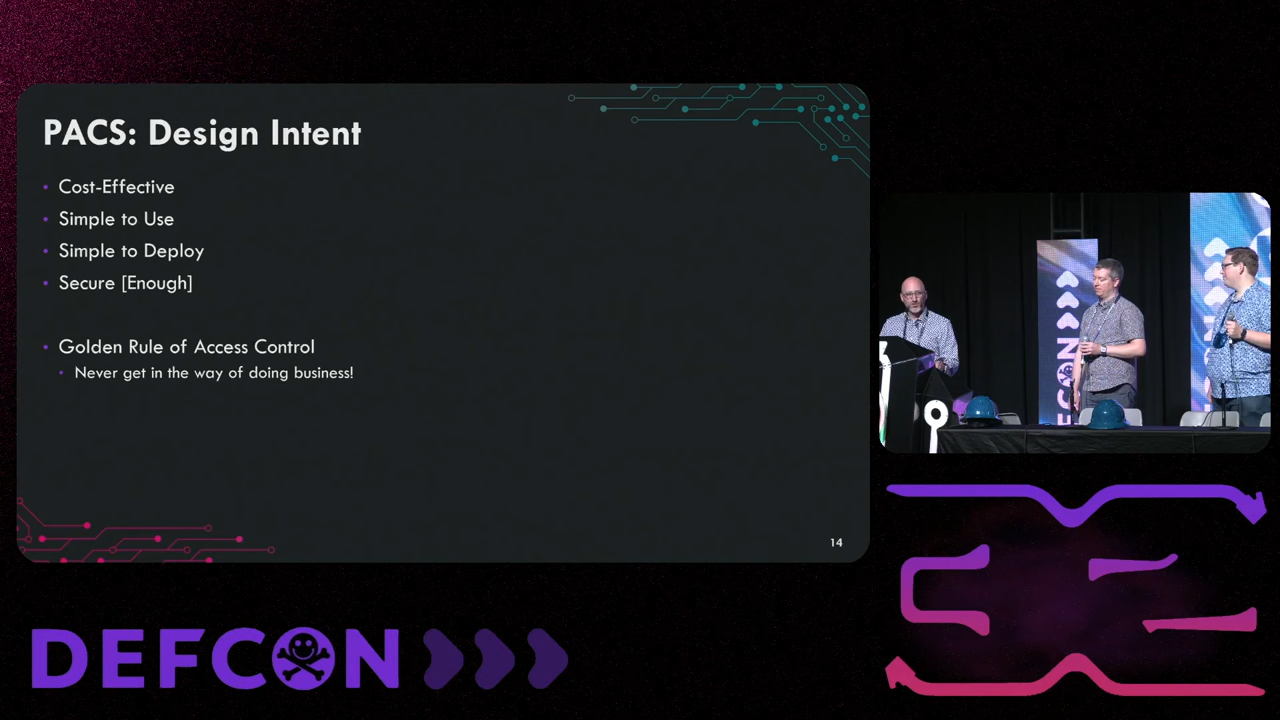 PACS: Design Intent
• Cost-Effective
• Simple to Use
• Simple to Deploy
• Secure [Enough]
• Golden Rule of Access Control
• Never get in the way of doing business!
14
DEFCON